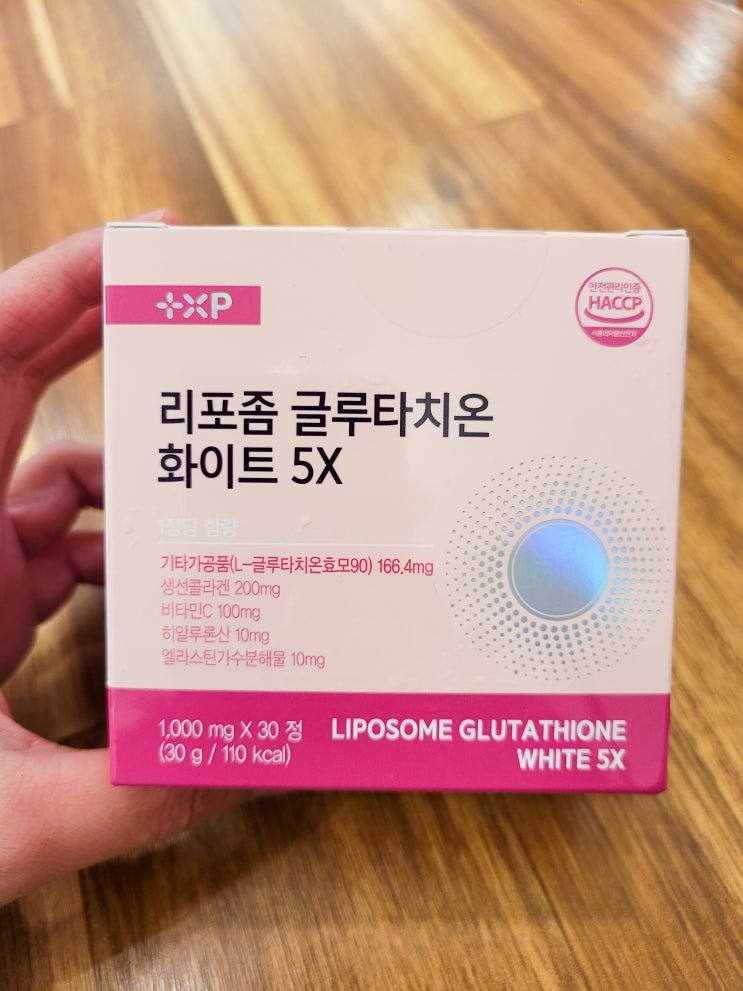 +×P
안전관리인증
HACCP
식품의약품안전처
리포좀 글루타치온
화이트 5X
1정당 함량
기타가공품(L-글루타치온효모90) 166.4mg
생선콜라겐 200mg
비타민C 100mg
히알루론산 10mg
엘라스틴가수분해물 10mg
1,000 mg X 30 정
(30 g / 110 kcal)
LIPOSOME GLUTATHIONE
WHITE 5X